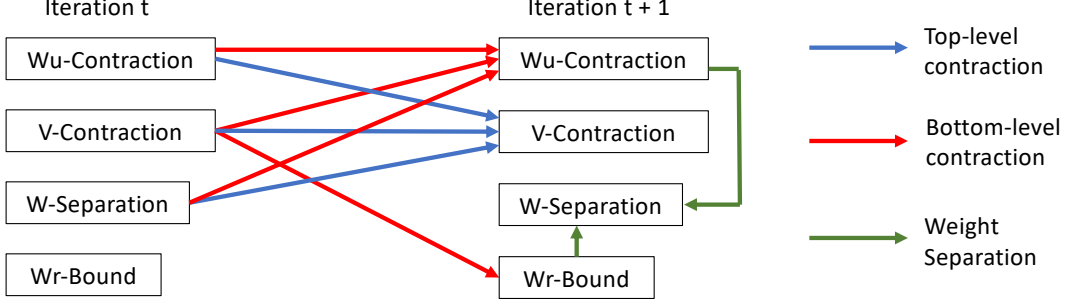 Iteration t
Iteration t + 1
Wu-Contraction
V-Contraction
W-Separation
Wr-Bound
Wu-Contraction
V-Contraction
W-Separation
Wr-Bound
Top-level
contraction
Bottom-level
contraction
Weight
Separation